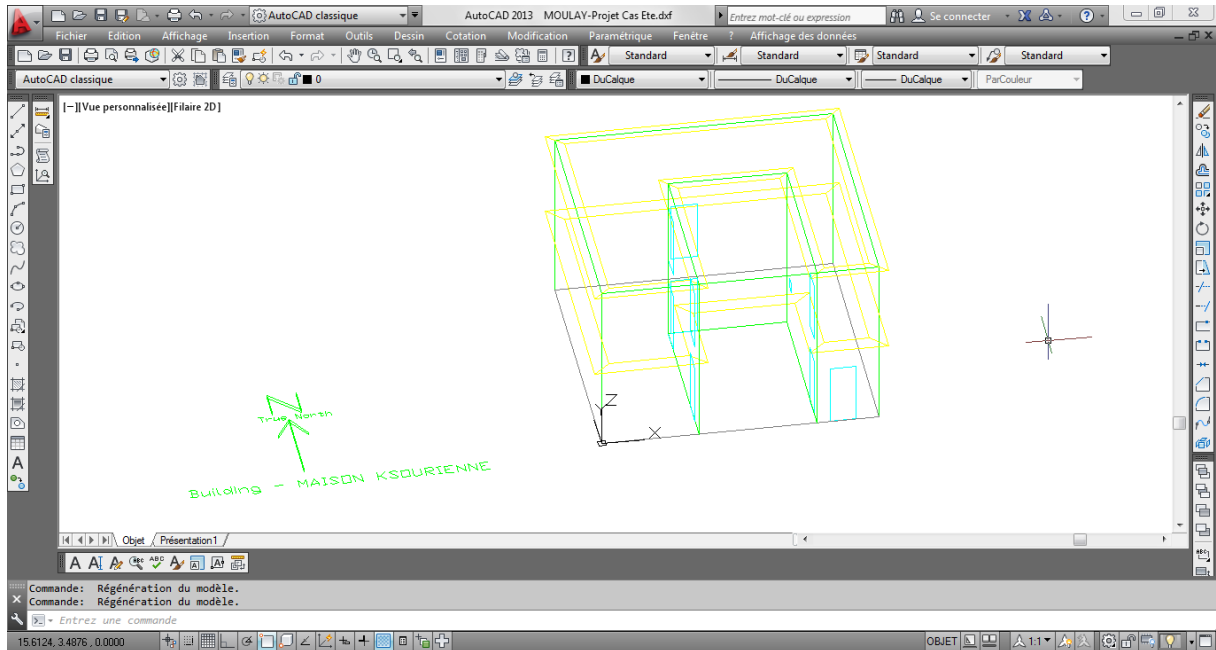 AutoCAD classique
AutoCAD 2013 MOULAY-Projet Cas Ete.dxf
Entrez mot-clé ou expression
Se connecter
Fichier Edition Affichage Insertion Format Outils Dessin Cotation Modification Paramétrique Fenêtre ? Affichage des données
Standard Standard Standard Standard
AutoCAD classique 0 DuCalque DuCalque DuCalque ParCouleur
[−][Vue personnalisée][Filaire 2D]
Z
Y
X
N
True North
Building - MAISON KSOURIENNE
Objet Présentation1
Commande: Régénération du modèle.
Commande: Régénération du modèle.
Entrez une commande
15.6124, 3.4876 , 0.0000 OBJET 1:1